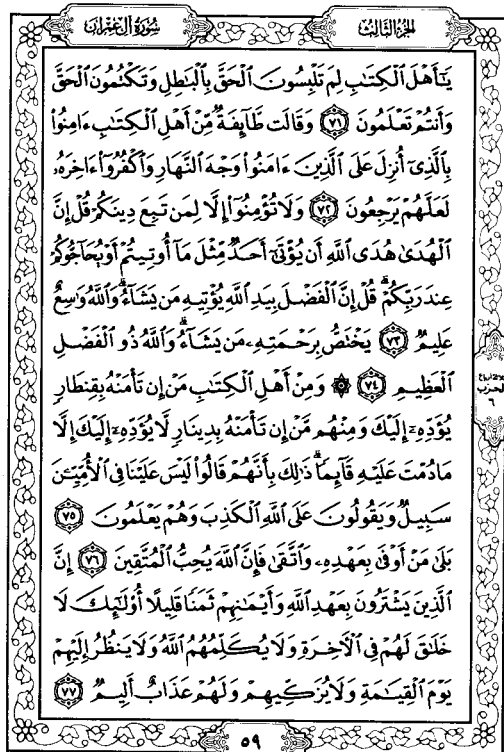 الجزء الثالث
سورة آل عمران
يَـٰٓأَهْلَ ٱلْكِتَـٰبِ لِمَ تَلْبِسُونَ ٱلْحَقَّ بِٱلْبَـٰطِلِ وَتَكْتُمُونَ ٱلْحَقَّ
وَأَنتُمْ تَعْلَمُونَ ٧١ وَقَالَت طَّآئِفَةٌ مِّنْ أَهْلِ ٱلْكِتَـٰبِ ءَامِنُوا۟
بِٱلَّذِىٓ أُنزِلَ عَلَى ٱلَّذِينَ ءَامَنُوا۟ وَجْهَ ٱلنَّهَارِ وَٱكْفُرُوٓا۟ ءَاخِرَهُۥ
لَعَلَّهُمْ يَرْجِعُونَ ٧٢ وَلَا تُؤْمِنُوٓا۟ إِلَّا لِمَن تَبِعَ دِينَكُمْ قُلْ إِنَّ
ٱلْهُدَىٰ هُدَى ٱللَّهِ أَن يُؤْتَىٰٓ أَحَدٌ مِّثْلَ مَآ أُوتِيتُمْ أَوْ يُحَآجُّوكُمْ
عِندَ رَبِّكُمْ ۗ قُلْ إِنَّ ٱلْفَضْلَ بِيَدِ ٱللَّهِ يُؤْتِيهِ مَن يَشَآءُ ۗ وَٱللَّهُ وَٰسِعٌ
عَلِيمٌ ٧٣ يَخْتَصُّ بِرَحْمَتِهِۦ مَن يَشَآءُ ۗ وَٱللَّهُ ذُو ٱلْفَضْلِ
ٱلْعَظِيمِ ٧٤ ۞ وَمِنْ أَهْلِ ٱلْكِتَـٰبِ مَنْ إِن تَأْمَنْهُ بِقِنطَارٍ
يُؤَدِّهِۦٓ إِلَيْكَ وَمِنْهُم مَّنْ إِن تَأْمَنْهُ بِدِينَارٍ لَّا يُؤَدِّهِۦٓ إِلَيْكَ إِلَّا
مَا دُمْتَ عَلَيْهِ قَآئِمًا ۗ ذَٰلِكَ بِأَنَّهُمْ قَالُوا۟ لَيْسَ عَلَيْنَا فِى ٱلْأُمِّيِّـۧنَ
سَبِيلٌ وَيَقُولُونَ عَلَى ٱللَّهِ ٱلْكَذِبَ وَهُمْ يَعْلَمُونَ ٧٥
بَلَىٰ مَنْ أَوْفَىٰ بِعَهْدِهِۦ وَٱتَّقَىٰ فَإِنَّ ٱللَّهَ يُحِبُّ ٱلْمُتَّقِينَ ٧٦ إِنَّ
ٱلَّذِينَ يَشْتَرُونَ بِعَهْدِ ٱللَّهِ وَأَيْمَـٰنِهِمْ ثَمَنًا قَلِيلًا أُو۟لَـٰٓئِكَ لَا
خَلَـٰقَ لَهُمْ فِى ٱلْـَٔاخِرَةِ وَلَا يُكَلِّمُهُمُ ٱللَّهُ وَلَا يَنظُرُ إِلَيْهِمْ
يَوْمَ ٱلْقِيَـٰمَةِ وَلَا يُزَكِّيهِمْ وَلَهُمْ عَذَابٌ أَلِيمٌ ٧٧
الحزب
٦
٥٩